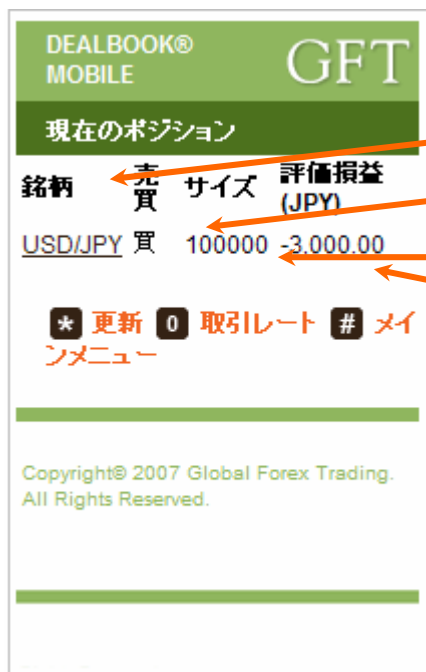 DEALBOOK®
MOBILE
GFT
現在のポジション
銘柄 売買 サイズ 評価損益(JPY)
USD/JPY 買 100000 -3,000.00
* 更新 0 取引レート # メイ
ンメニュー
Copyright© 2007 Global Forex Trading.
All Rights Reserved.